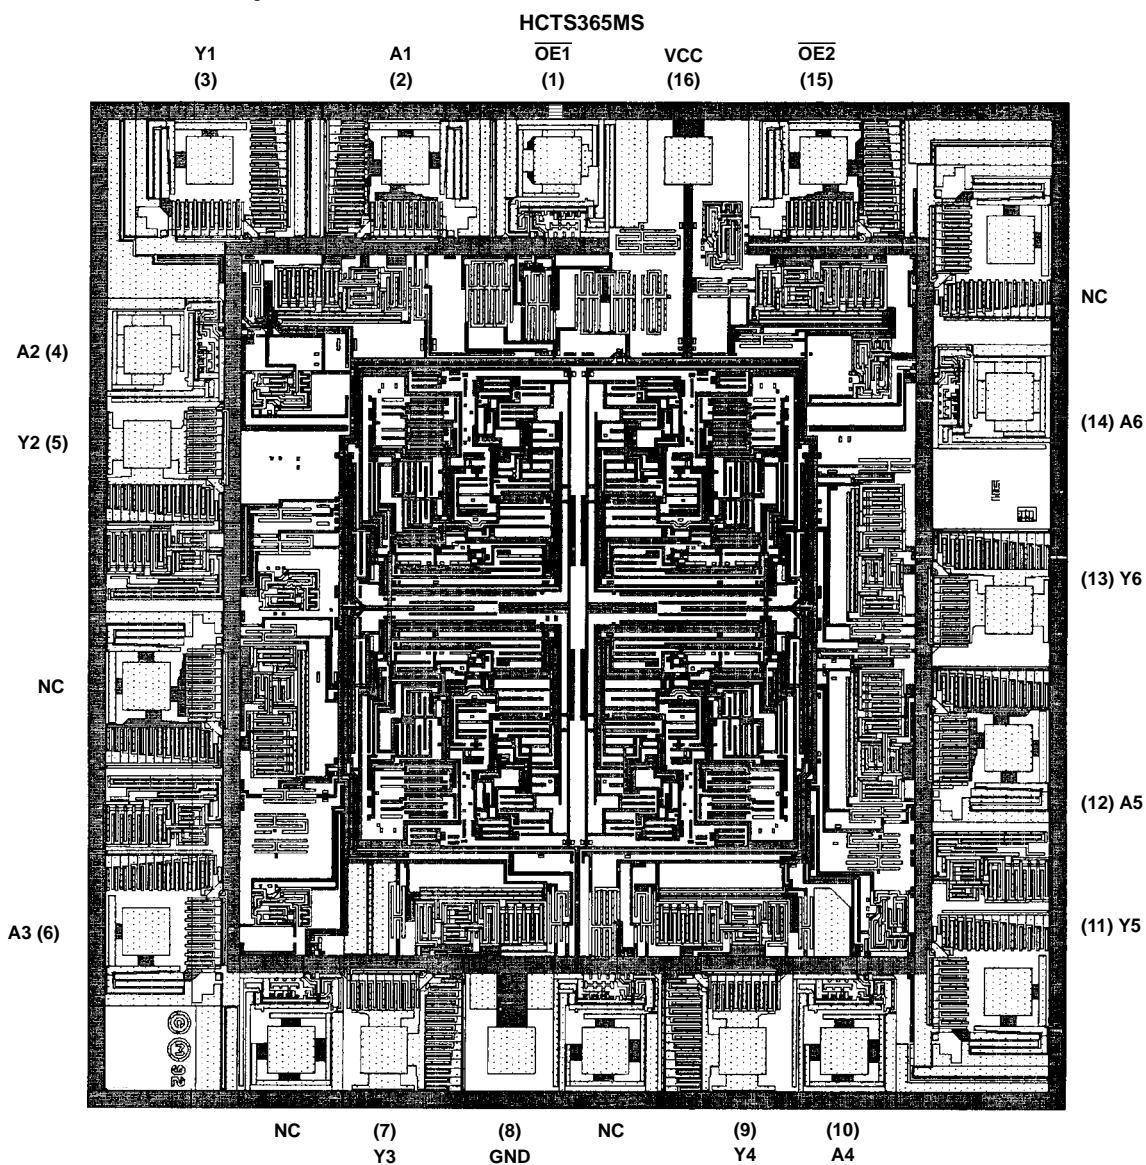 HCTS365MS
Y1 A1 OE1 VCC OE2
(3) (2) (1) (16) (15)
NC
A2 (4)
(14) A6
Y2 (5)
(13) Y6
NC
(12) A5
(11) Y5
A3 (6)
NC (7) (8) NC (9) (10)
Y3 GND Y4 A4